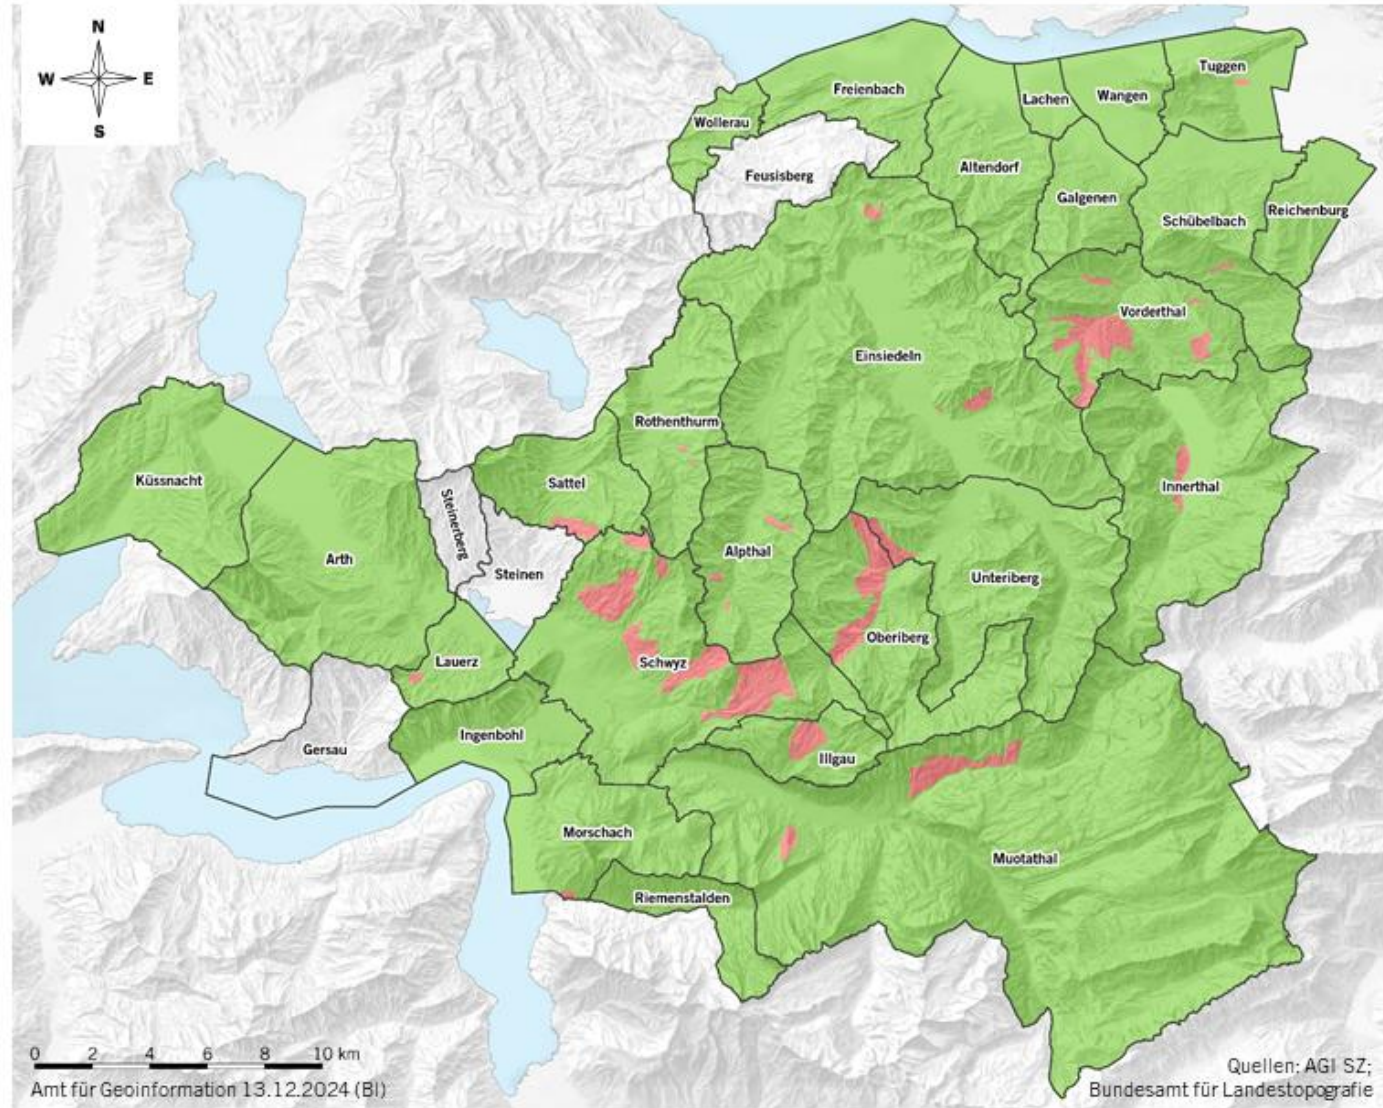 N
W E
S
Tuggen
Freienbach
Lachen
Wangen
Wollerau
Altendorf
Feusisberg
Galgenen
Reichenburg
Schübelbach
Vorderthal
Einsiedeln
Rothenthurm
Küssnacht
Sattel
Innerthal
Steinerberg
Alpthal
Arth
Steinen
Unteriberg
Oberiberg
Lauerz
Schwyz
Ingenbohl
Gersau
Illgau
Morschach
Muotathal
Riemenstalden
0 2 4 6 8 10 km
Amt für Geoinformation 13.12.2024 (BI)
Quellen: AGI SZ;
Bundesamt für Landestopografie